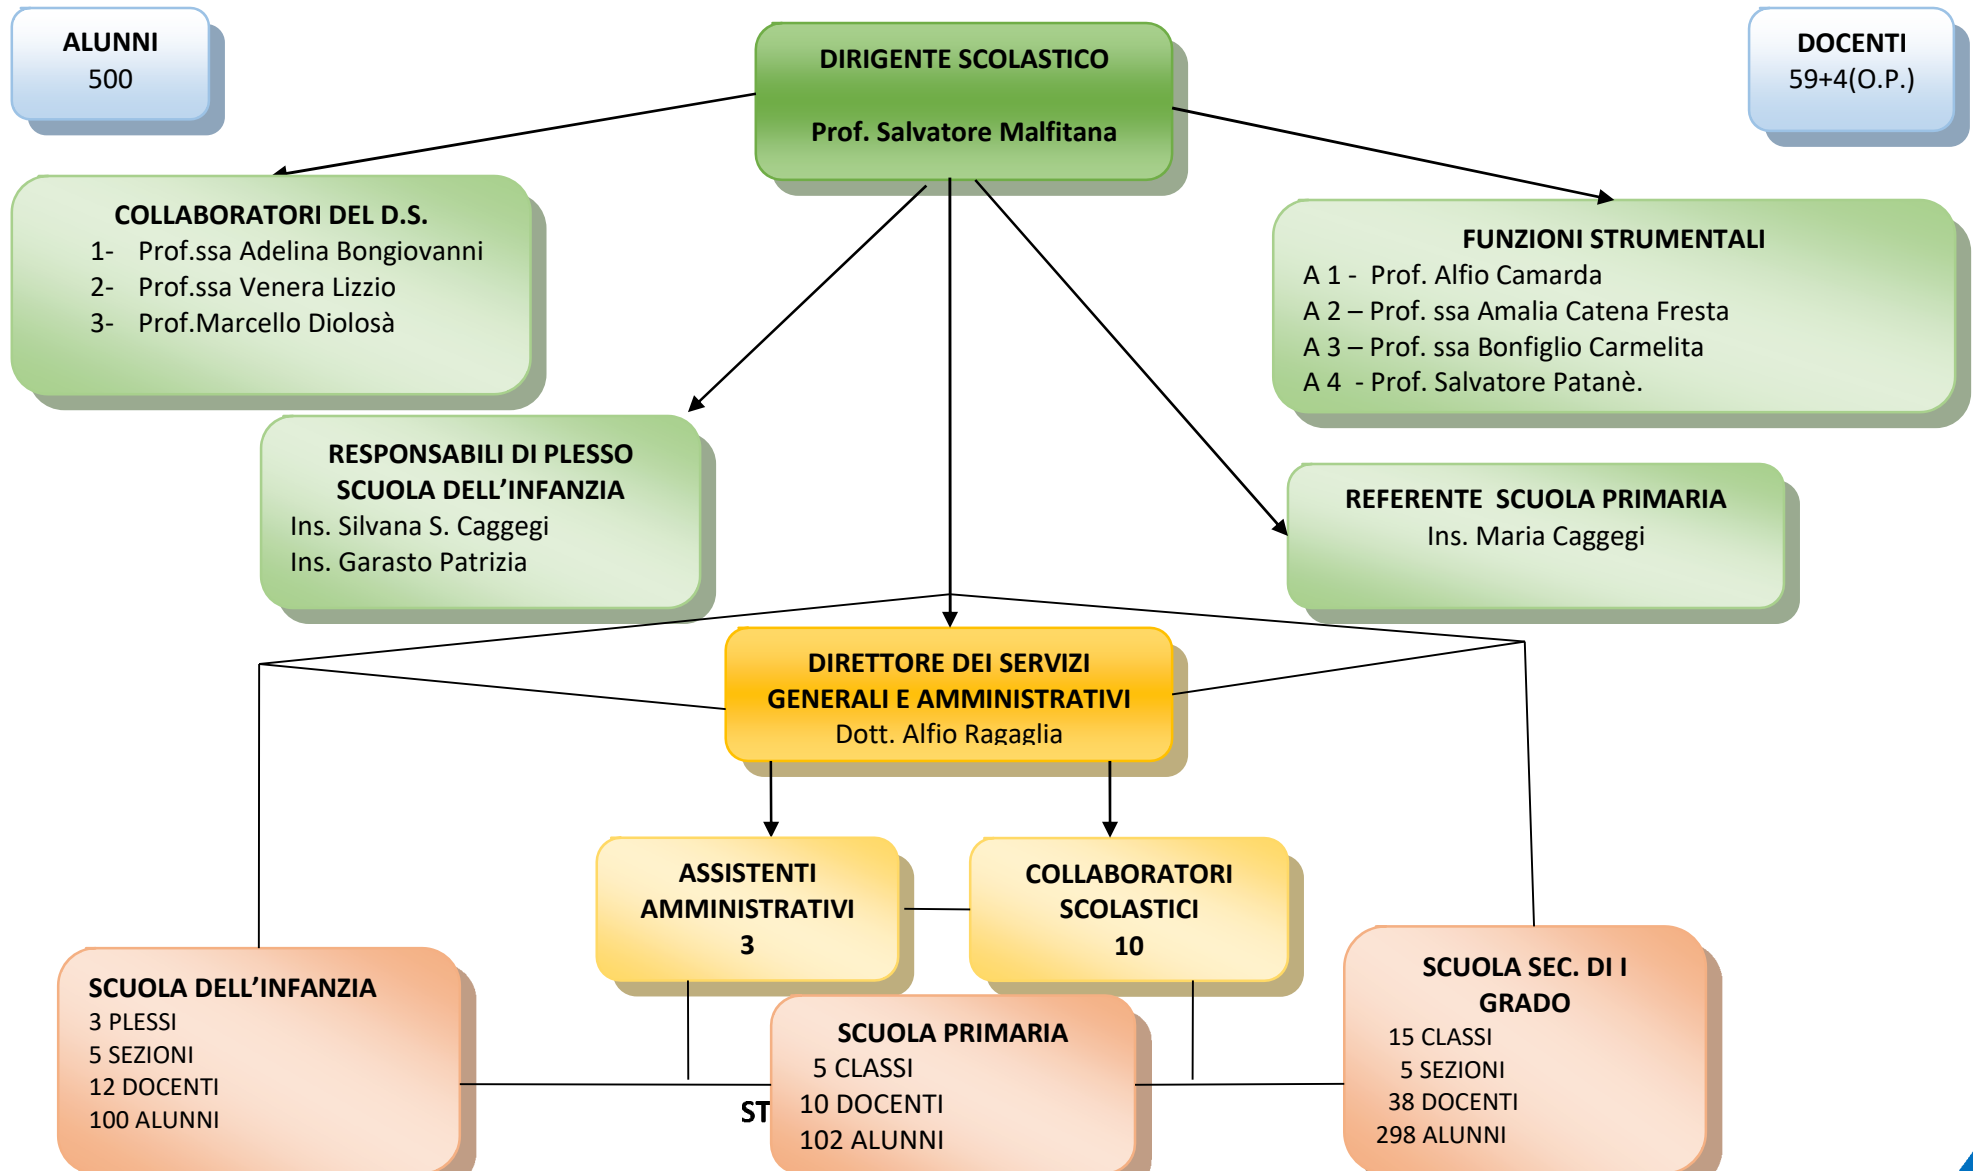 ALUNNI
500
DIRIGENTE SCOLASTICO
Prof. Salvatore Malfitana
DOCENTI
59+4(O.P.)
COLLABORATORI DEL D.S.
1- Prof.ssa Adelina Bongiovanni
2- Prof.ssa Venera Lizzio
3- Prof.Marcello Diolosà
FUNZIONI STRUMENTALI
A 1 - Prof. Alfio Camarda
A 2 – Prof. ssa Amalia Catena Fresta
A 3 – Prof. ssa Bonfiglio Carmelita
A 4 - Prof. Salvatore Patanè.
RESPONSABILI DI PLESSO
SCUOLA DELL’INFANZIA
Ins. Silvana S. Caggegi
Ins. Garasto Patrizia
REFERENTE SCUOLA PRIMARIA
Ins. Maria Caggegi
DIRETTORE DEI SERVIZI
GENERALI E AMMINISTRATIVI
Dott. Alfio Ragaglia
ASSISTENTI
AMMINISTRATIVI
3
COLLABORATORI
SCOLASTICI
10
SCUOLA DELL’INFANZIA
3 PLESSI
5 SEZIONI
12 DOCENTI
100 ALUNNI
ST
SCUOLA PRIMARIA
5 CLASSI
10 DOCENTI
102 ALUNNI
SCUOLA SEC. DI I
GRADO
15 CLASSI
5 SEZIONI
38 DOCENTI
298 ALUNNI